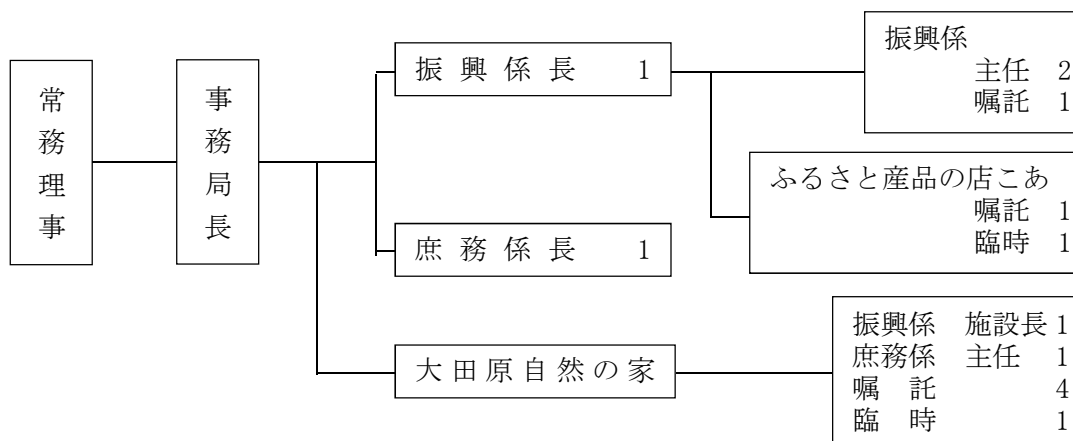 常務理事
事務局長
振興係長 1
振興係
主任 2
嘱託 1
ふるさと産品の店こあ
嘱託 1
臨時 1
庶務係長 1
大田原自然の家
振興係 施設長 1
庶務係 主任 1
嘱託 4
臨時 1